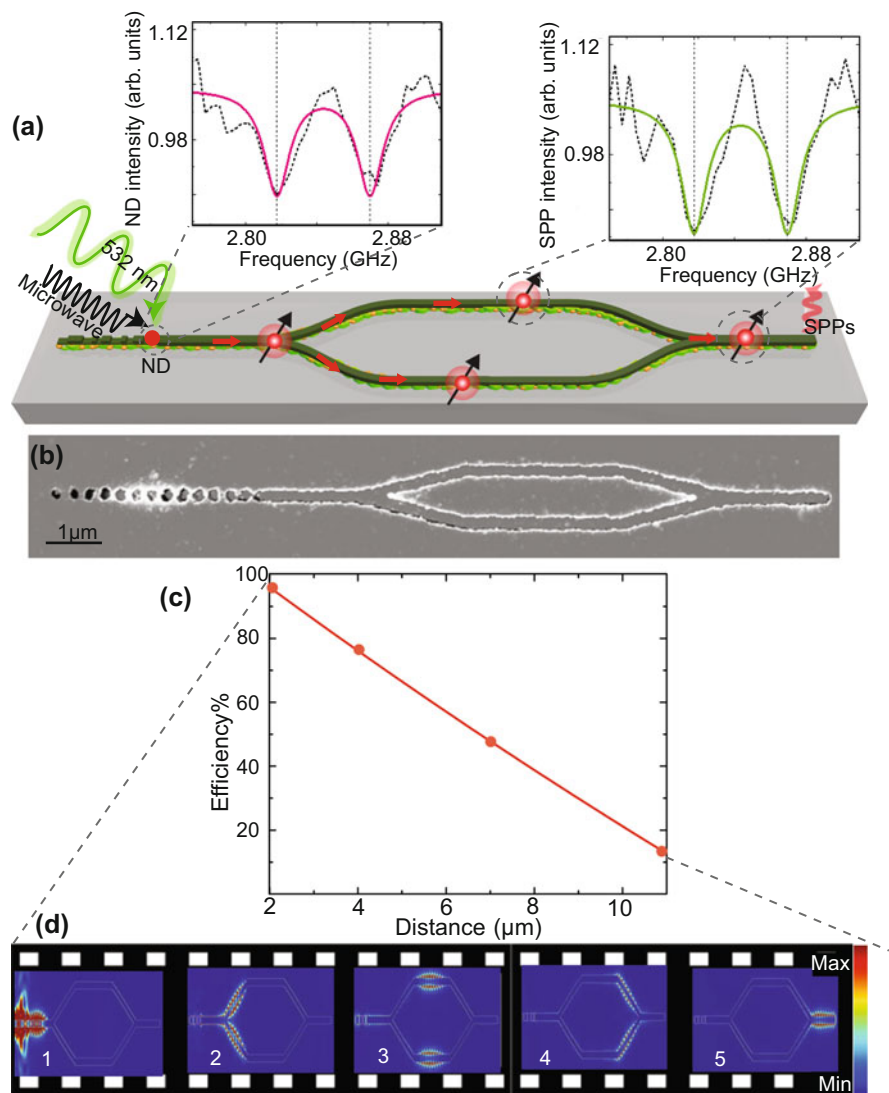 (a)
ND intensity (arb. units)
1.12
0.98
2.80
2.88
Frequency (GHz)
SPP intensity (arb. units)
1.12
0.98
2.80
2.88
Frequency (GHz)
532 nm
Microwave
ND
SPPs
(b)
1µm
(c)
Efficiency%
100
80
60
40
20
2
4
6
8
10
Distance (µm)
(d)
1
2
3
4
5
Max
Min